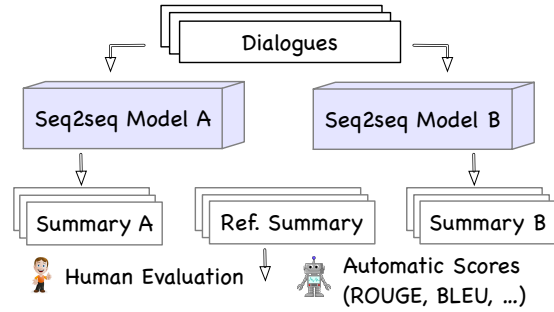 Dialogues
Seq2seq Model A
Seq2seq Model B
Summary A
Ref. Summary
Summary B
Human Evaluation
Automatic Scores
(ROUGE, BLEU, ...)